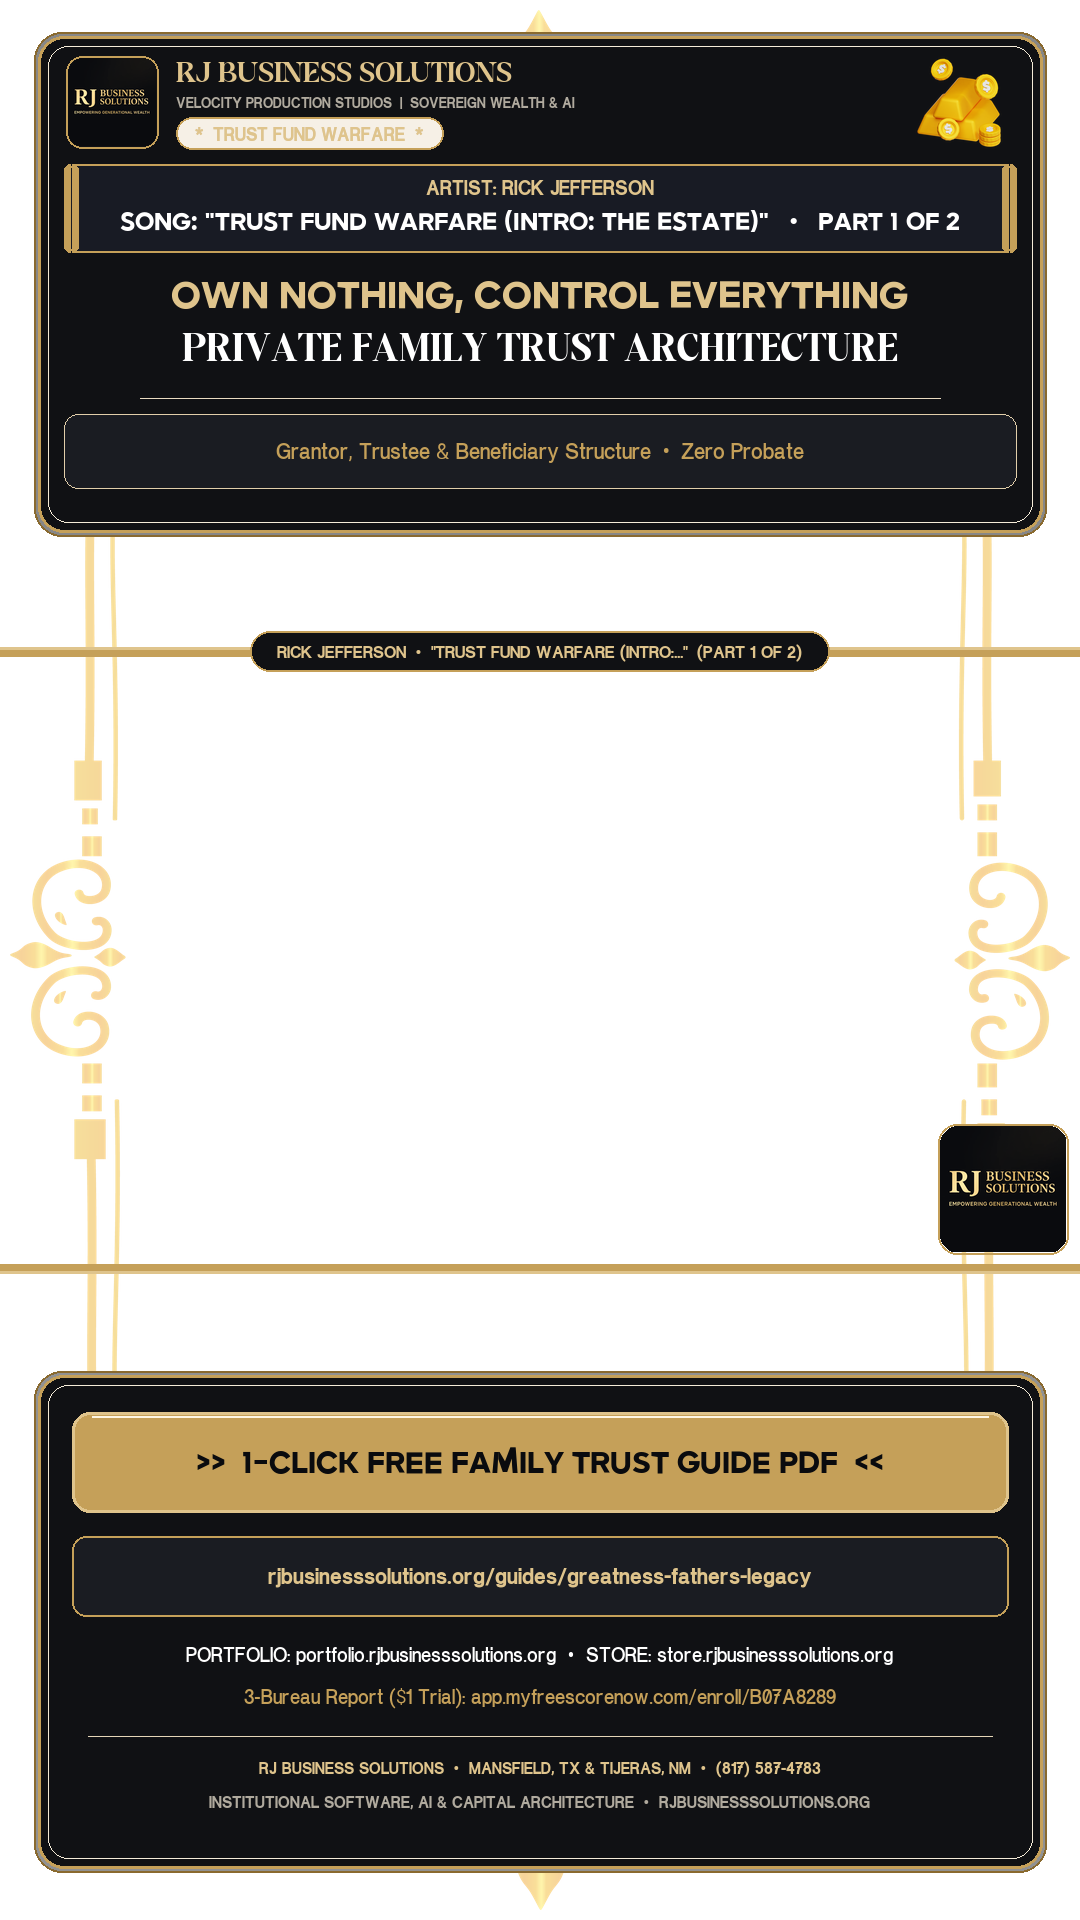 RJ BUSINESS SOLUTIONS
EMPOWERING GENERATIONAL WEALTH
RJ BUSINESS SOLUTIONS
VELOCITY PRODUCTION STUDIOS | SOVEREIGN WEALTH & AI
* TRUST FUND WARFARE *
ARTIST: RICK JEFFERSON
SONG: "TRUST FUND WARFARE (INTRO: THE ESTATE)" • PART 1 OF 2
OWN NOTHING, CONTROL EVERYTHING
PRIVATE FAMILY TRUST ARCHITECTURE
Grantor, Trustee & Beneficiary Structure • Zero Probate
RICK JEFFERSON • "TRUST FUND WARFARE (INTRO:..." (PART 1 OF 2)
RJ BUSINESS SOLUTIONS
EMPOWERING GENERATIONAL WEALTH
>> 1-CLICK FREE FAMILY TRUST GUIDE PDF <<
rjbusinesssolutions.org/guides/greatness-fathers-legacy
PORTFOLIO: portfolio.rjbusinesssolutions.org • STORE: store.rjbusinesssolutions.org
3-Bureau Report ($1 Trial): app.myfreescorenow.com/enroll/B07A8289
RJ BUSINESS SOLUTIONS • MANSFIELD, TX & TIJERAS, NM • (817) 587-4783
INSTITUTIONAL SOFTWARE, AI & CAPITAL ARCHITECTURE • RJBUSINESSSOLUTIONS.ORG